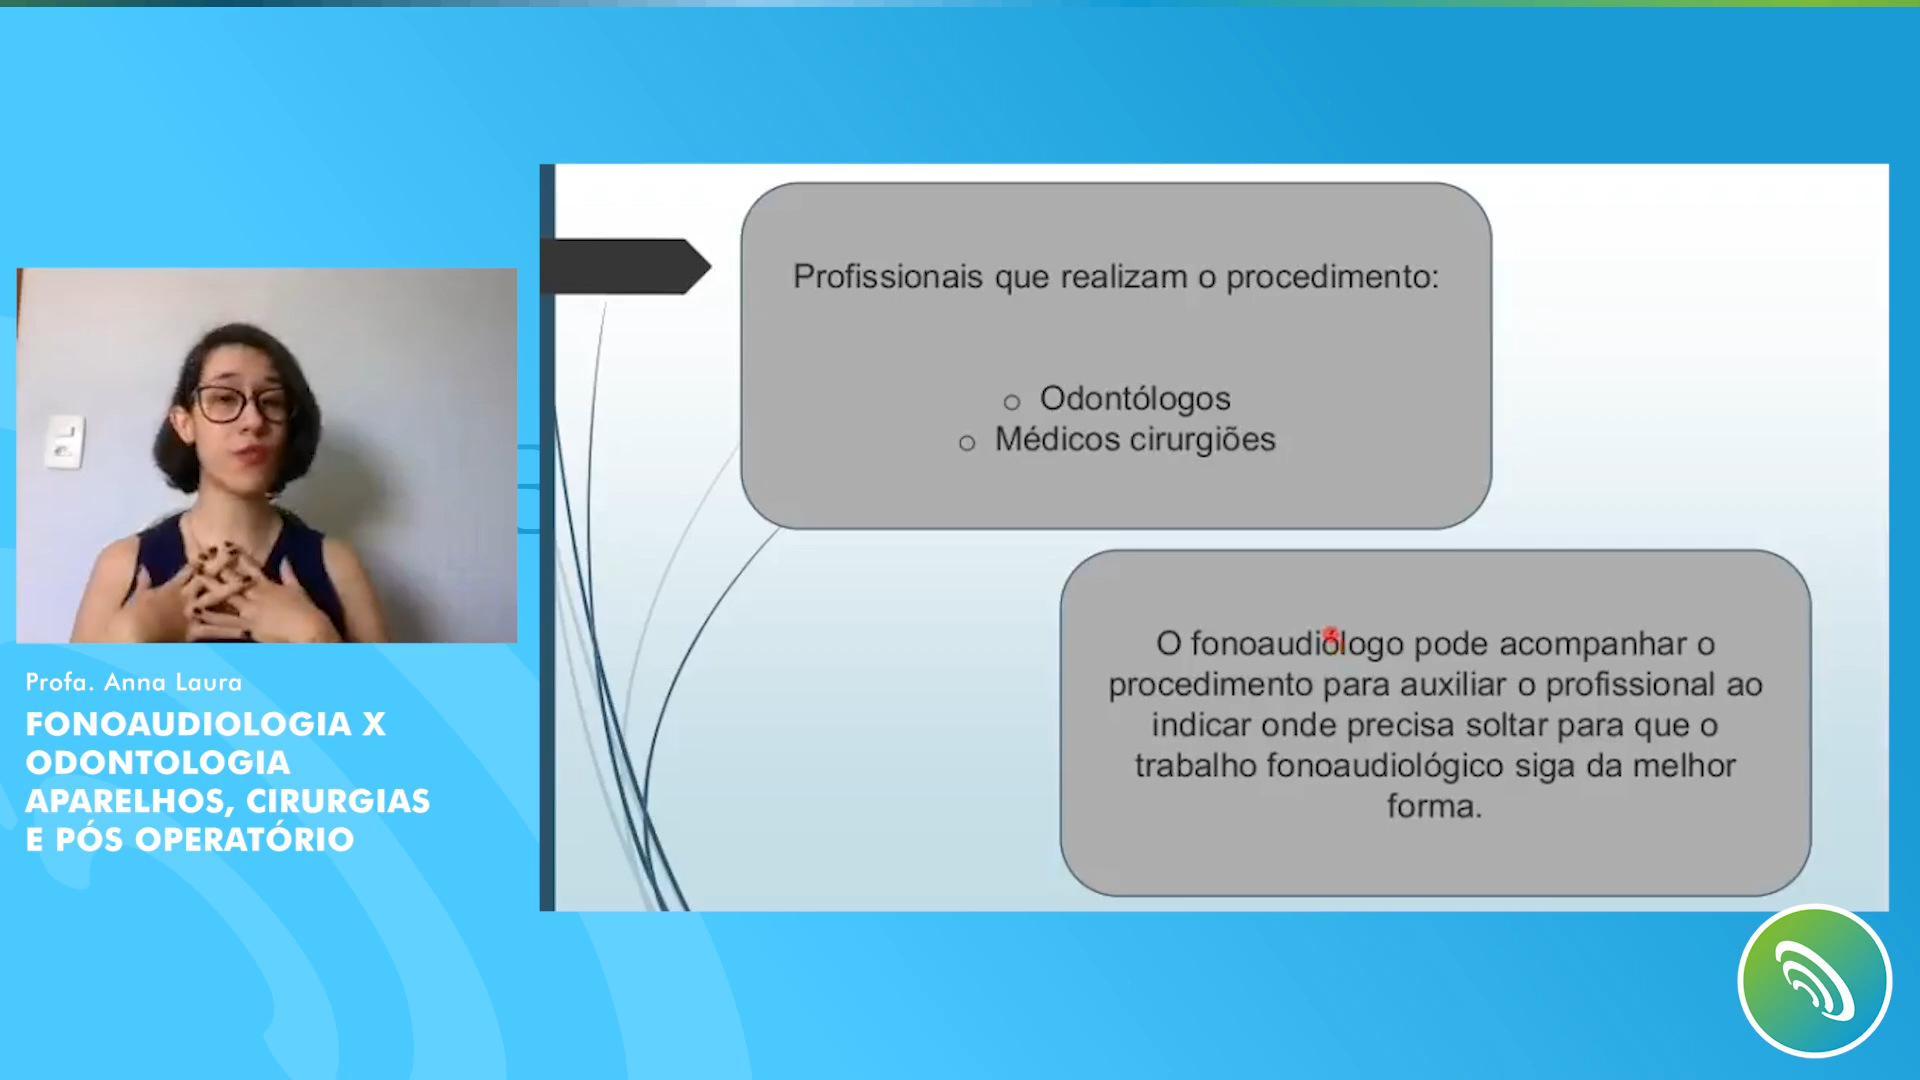 Profissionais que realizam o procedimento:
o Odontólogos
o Médicos cirurgiões
O fonoaudiólogo pode acompanhar o
procedimento para auxiliar o profissional ao
indicar onde precisa soltar para que o
trabalho fonoaudiológico siga da melhor
forma.
Profa. Anna Laura
FONOAUDIOLOGIA X
ODONTOLOGIA
APARELHOS, CIRURGIAS
E PÓS OPERATÓRIO